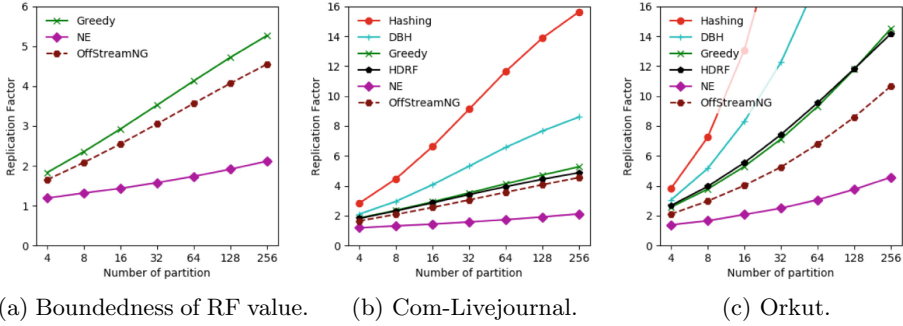 6
5
4
3
2
1
0
Replication Factor
Greedy
NE
OffStreamNG
4 8 16 32 64 128 256
Number of partition
(a) Boundedness of RF value.
16
14
12
10
8
6
4
2
0
Replication Factor
Hashing
DBH
Greedy
HDRF
NE
OffStreamNG
4 8 16 32 64 128 256
Number of partition
(b) Com-Livejournal.
16
14
12
10
8
6
4
2
0
Replication Factor
Hashing
DBH
Greedy
HDRF
NE
OffStreamNG
4 8 16 32 64 128 256
Number of partition
(c) Orkut.